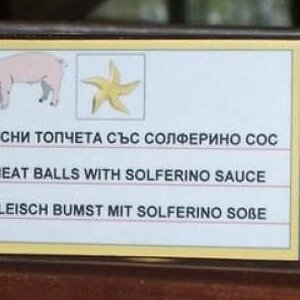 СНИ ТОПЧЕТА СЪС СОЛФЕРИНО СОС
EAT BALLS WITH SOLFERINO SAUCE
LEISCH BUMST MIT SOLFERINO SOßE